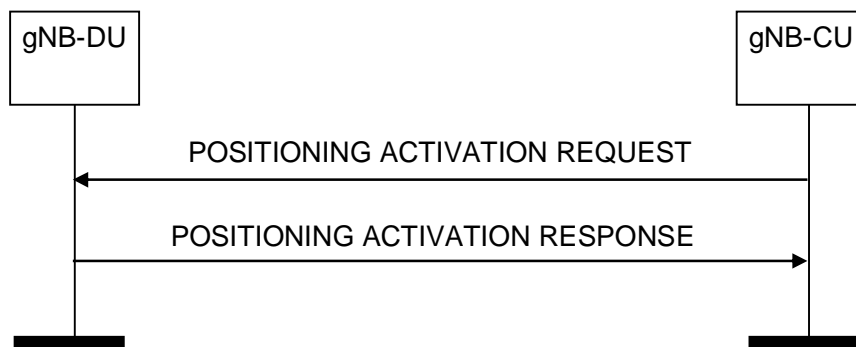 gNB-DU
gNB-CU
POSITIONING ACTIVATION REQUEST
POSITIONING ACTIVATION RESPONSE